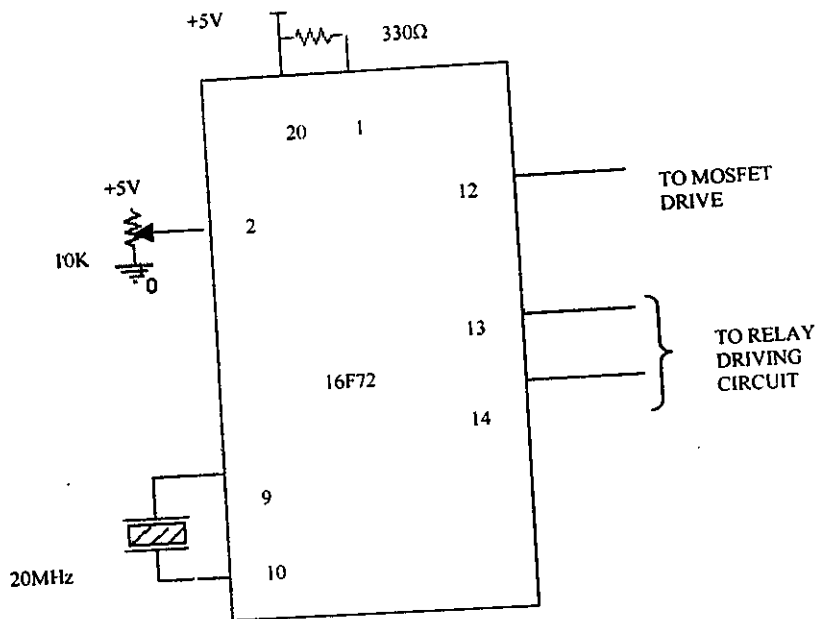 +5V
330Ω
20
1
+5V
12
TO MOSFET
DRIVE
2
10K
0
13
TO RELAY
DRIVING
CIRCUIT
16F72
14
9
20MHz
10